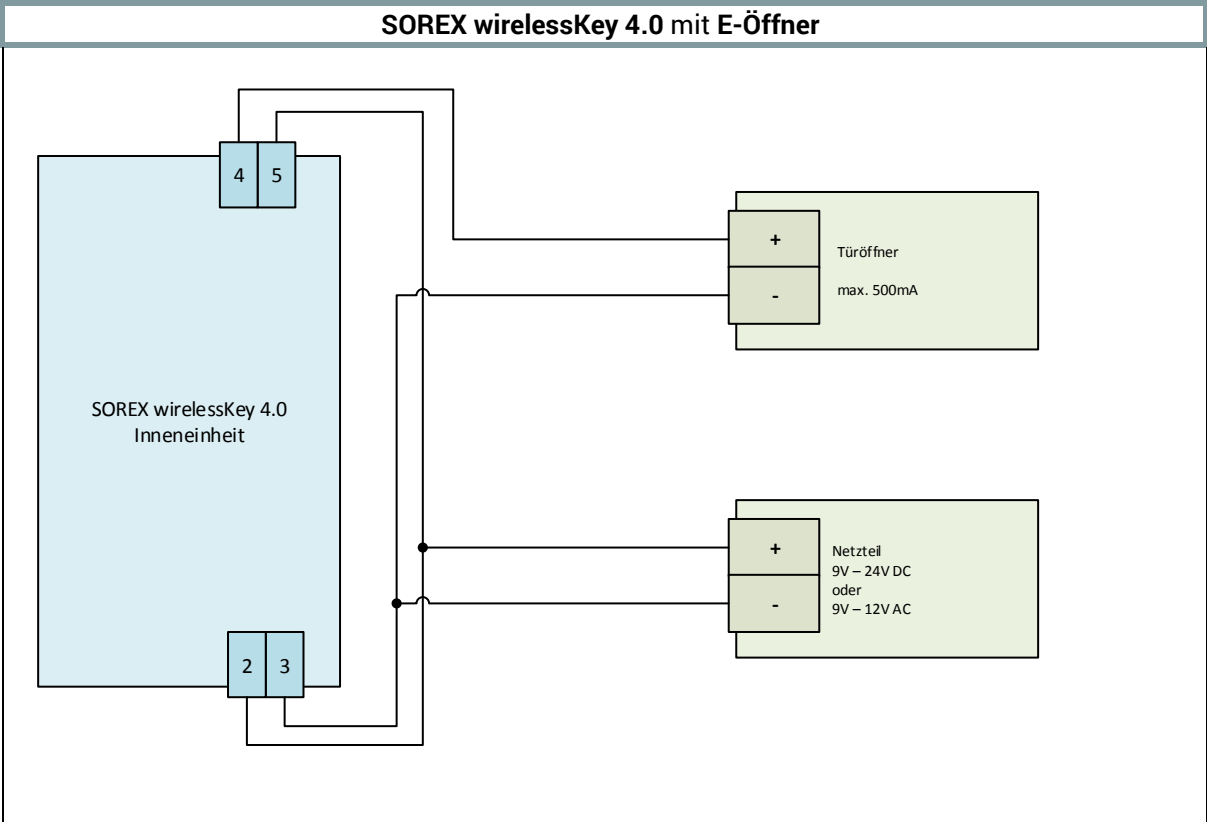 SOREX wirelessKey 4.0 mit E-Öffner
4 5
+
-
Türöffner
max. 500mA
SOREX wirelessKey 4.0
Inneneinheit
+
-
Netzteil
9V – 24V DC
oder
9V – 12V AC
2 3